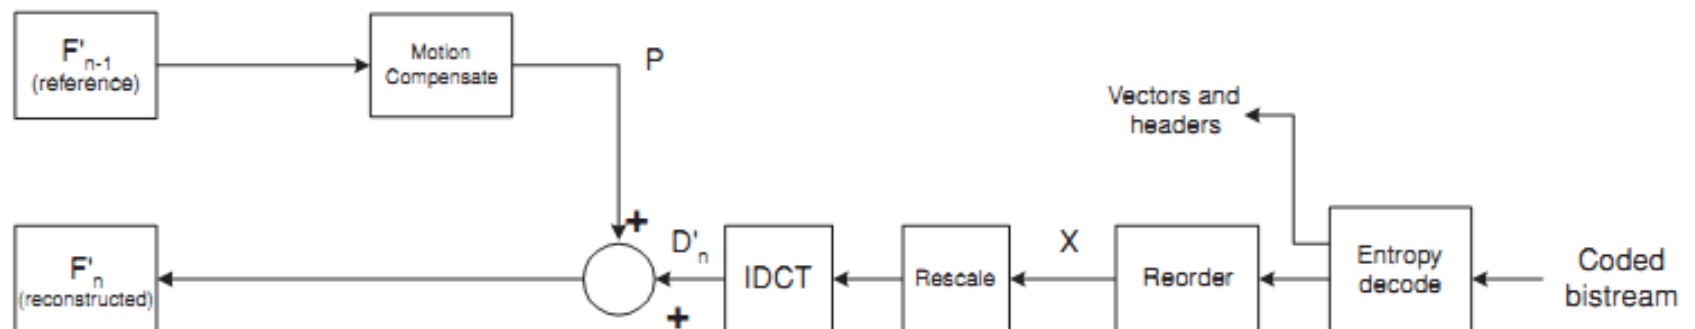 F'n-1
(reference)
Motion
Compensate
P
Vectors and
headers
+
F'n
(reconstructed)
D'n
+
IDCT
Rescale
X
Reorder
Entropy
decode
Coded
bistream